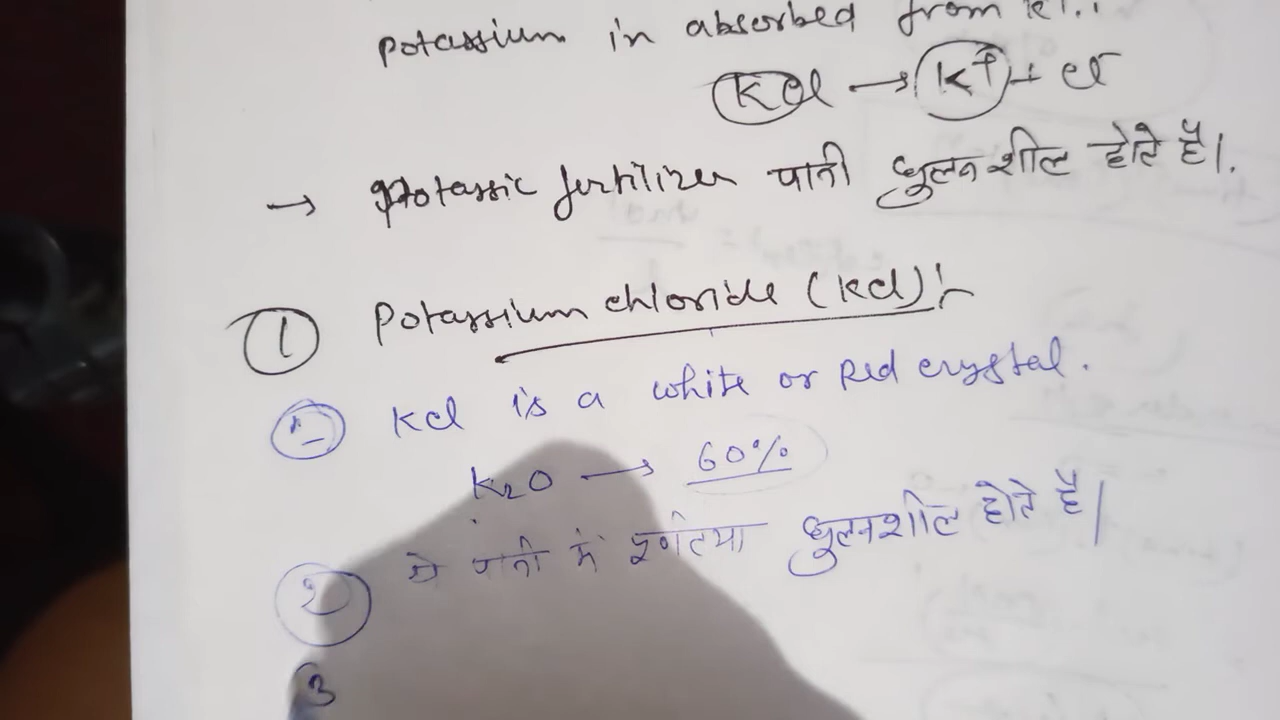 potassium in absorbed from
KCl → K⁺ + Cl⁻
→ Potassic fertilizer पानी घुलनशील होते है।.
① Potassium chloride (KCl):-
KCl is a white or Red crystal.
K₂O → 60%
② ये पानी में पूर्णतया घुलनशील होते है।
3